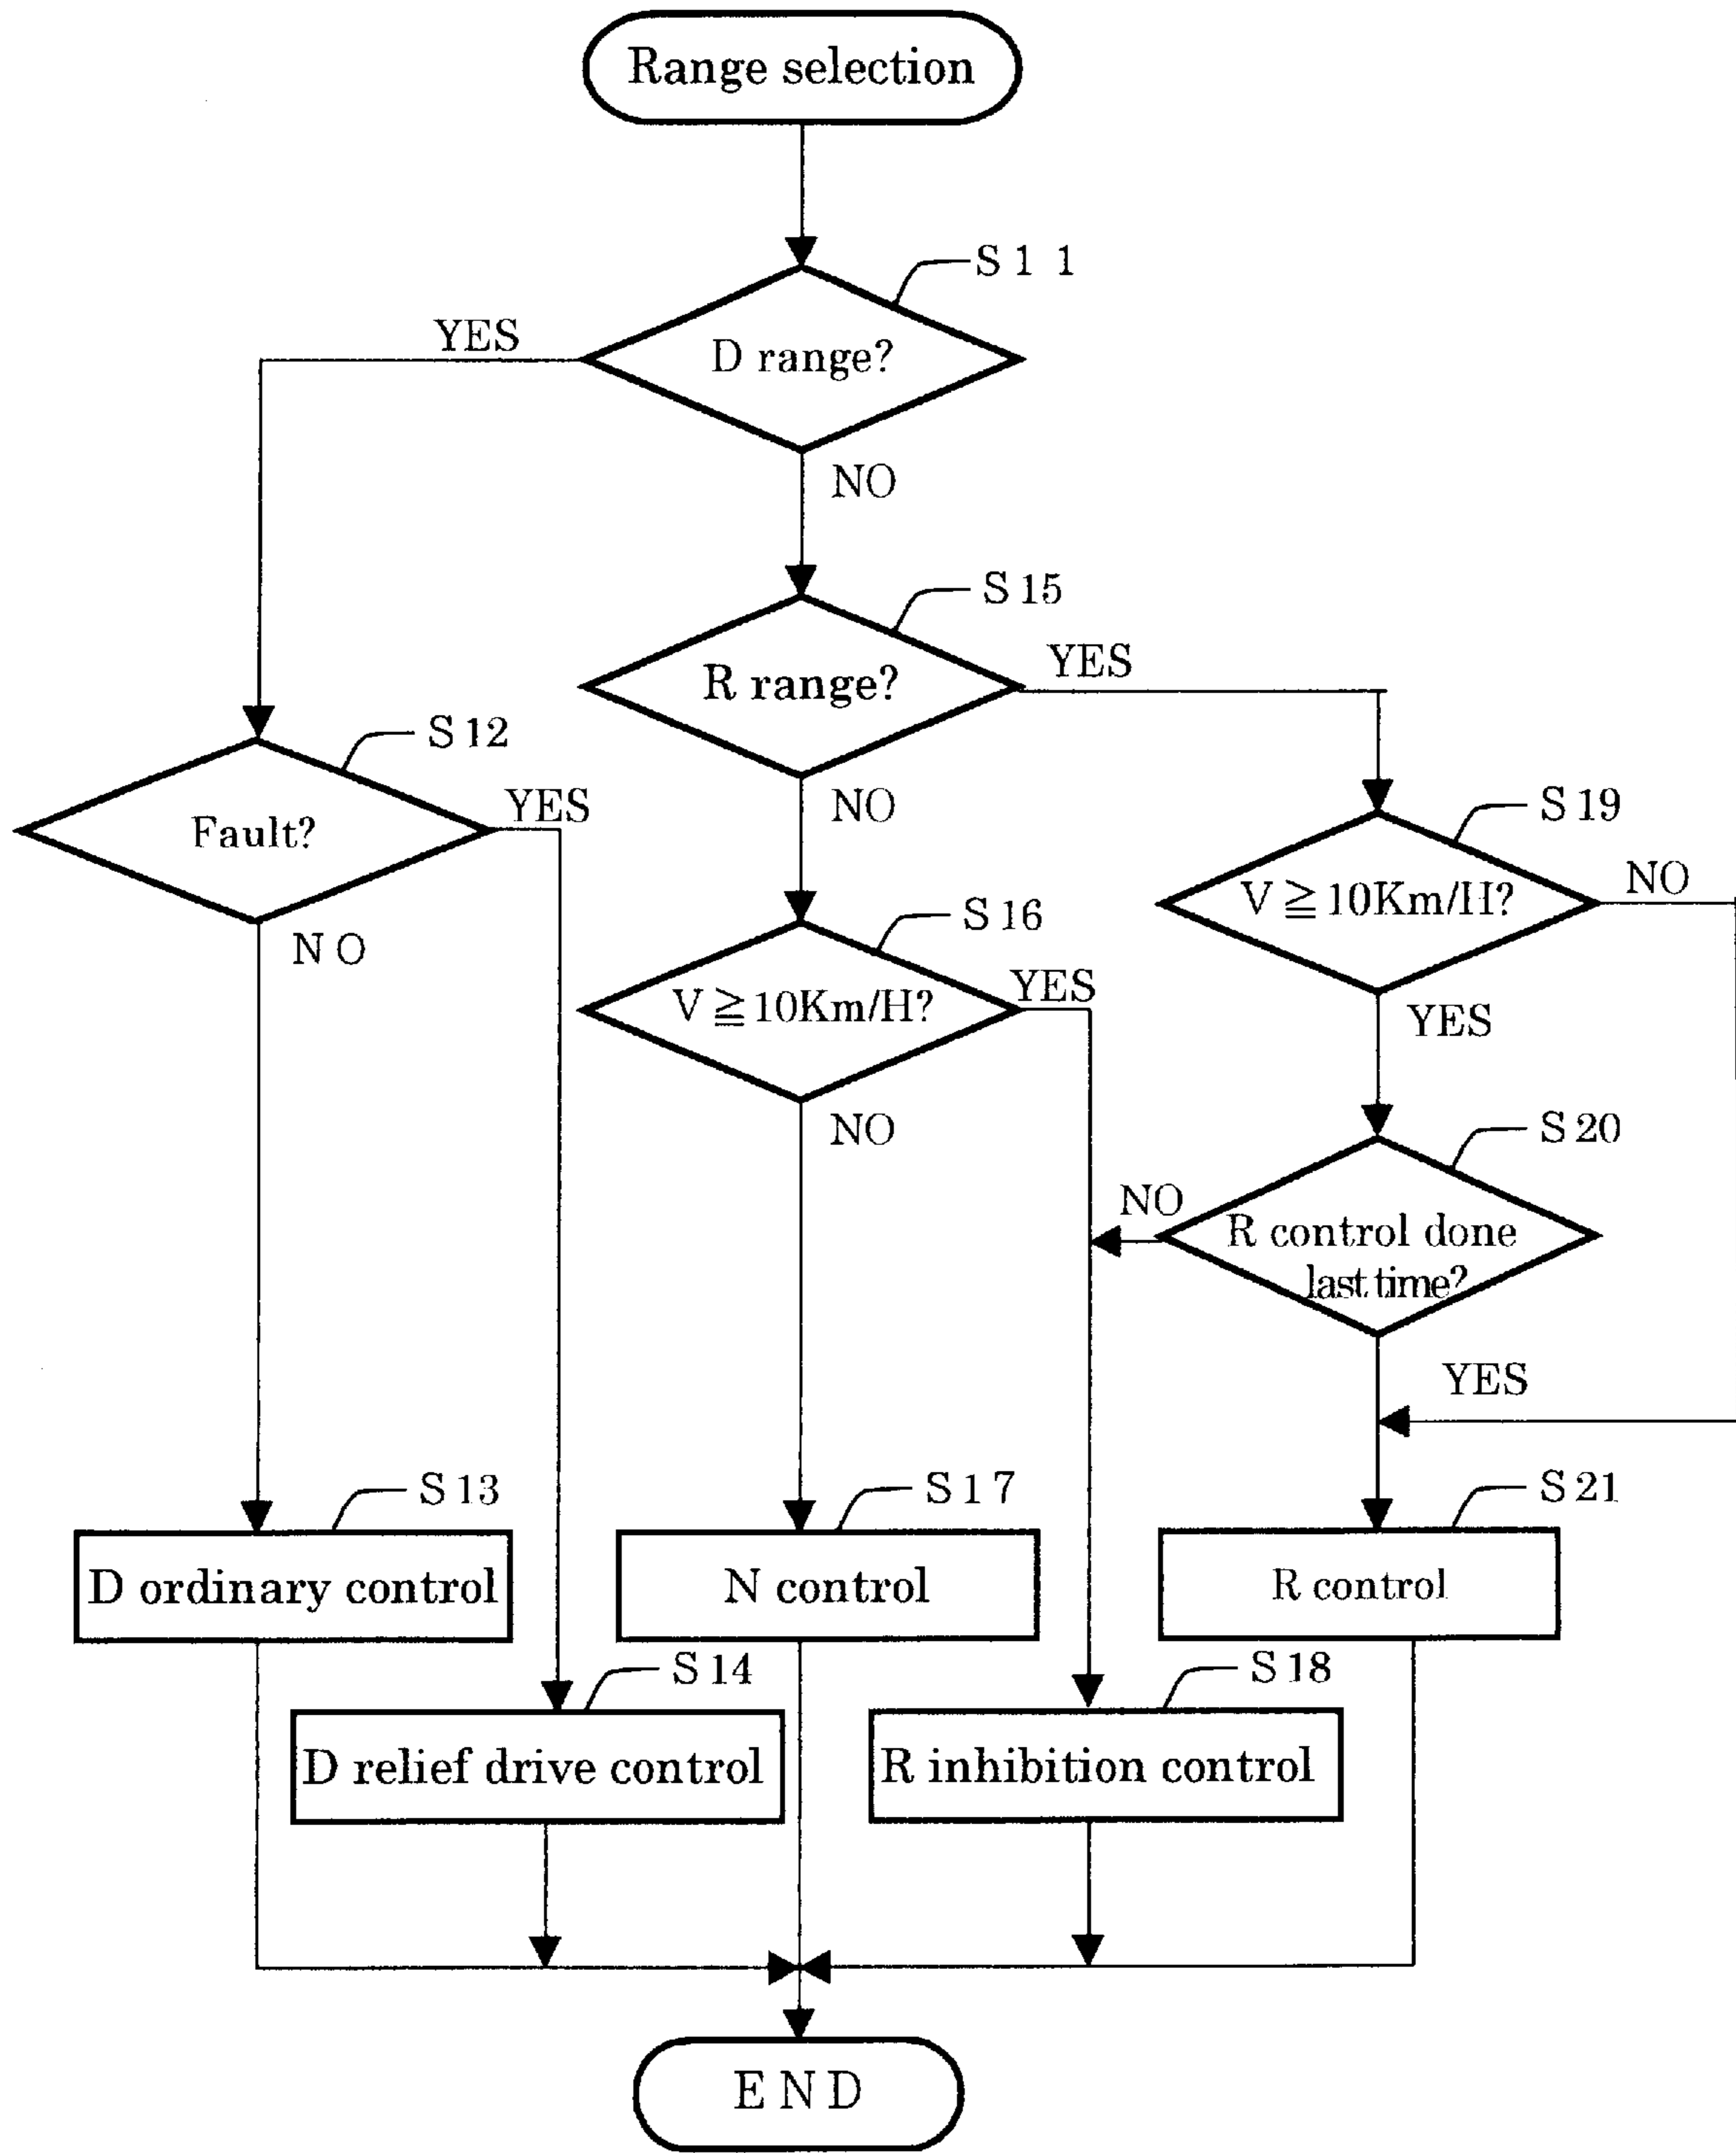 Range selection
S11
YES
D range?
NO
S15
R range?
YES
S12
YES
Fault?
NO
NO
S19
V ≧ 10Km/H?
NO
S16
V ≧ 10Km/H?
YES
YES
NO
S20
NO
R control done
last time?
YES
S13
D ordinary control
S17
N control
S21
R control
S14
D relief drive control
S18
R inhibition control
END